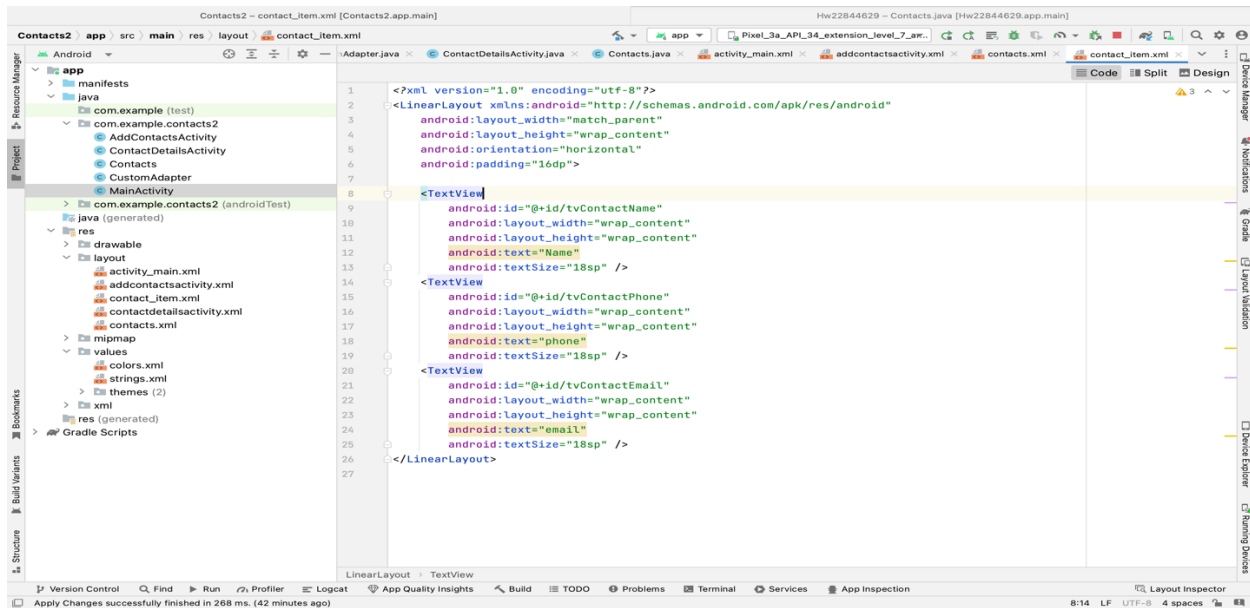 Contacts2 – contact_item.xml [Contacts2.app.main]
Hw22844629 – Contacts.java [Hw22844629.app.main]
Contacts2 app src main res layout contact_item.xml
app Pixel_3a_API_34_extension_level_7_ar..
Android
Adapter.java ContactDetailsActivity.java Contacts.java activity_main.xml addcontactsactivity.xml contacts.xml contact_item.xml
Code Split Design
Resource Manager
Project
Bookmarks
Build Variants
Structure
app
manifests
java
com.example (test)
com.example.contacts2
AddContactsActivity
ContactDetailsActivity
Contacts
CustomAdapter
MainActivity
com.example.contacts2 (androidTest)
java (generated)
res
drawable
layout
activity_main.xml
addcontactsactivity.xml
contact_item.xml
contactdetailsactivity.xml
contacts.xml
mipmap
values
colors.xml
strings.xml
themes (2)
xml
res (generated)
Gradle Scripts
3
1 <?xml version="1.0" encoding="utf-8"?>
2 <LinearLayout xmlns:android="http://schemas.android.com/apk/res/android"
3 android:layout_width="match_parent"
4 android:layout_height="wrap_content"
5 android:orientation="horizontal"
6 android:padding="16dp">
7
8 <TextView
9 android:id="@+id/tvContactName"
10 android:layout_width="wrap_content"
11 android:layout_height="wrap_content"
12 android:text="Name"
13 android:textSize="18sp" />
14 <TextView
15 android:id="@+id/tvContactPhone"
16 android:layout_width="wrap_content"
17 android:layout_height="wrap_content"
18 android:text="phone"
19 android:textSize="18sp" />
20 <TextView
21 android:id="@+id/tvContactEmail"
22 android:layout_width="wrap_content"
23 android:layout_height="wrap_content"
24 android:text="email"
25 android:textSize="18sp" />
26 </LinearLayout>
27
Device Manager
Notifications
Gradle
Layout Validation
Device Explorer
Running Devices
LinearLayout TextView
Version Control Find Run Profiler Logcat App Quality Insights Build TODO Problems Terminal Services App Inspection Layout Inspector
Apply Changes successfully finished in 268 ms. (42 minutes ago) 8:14 LF UTF-8 4 spaces